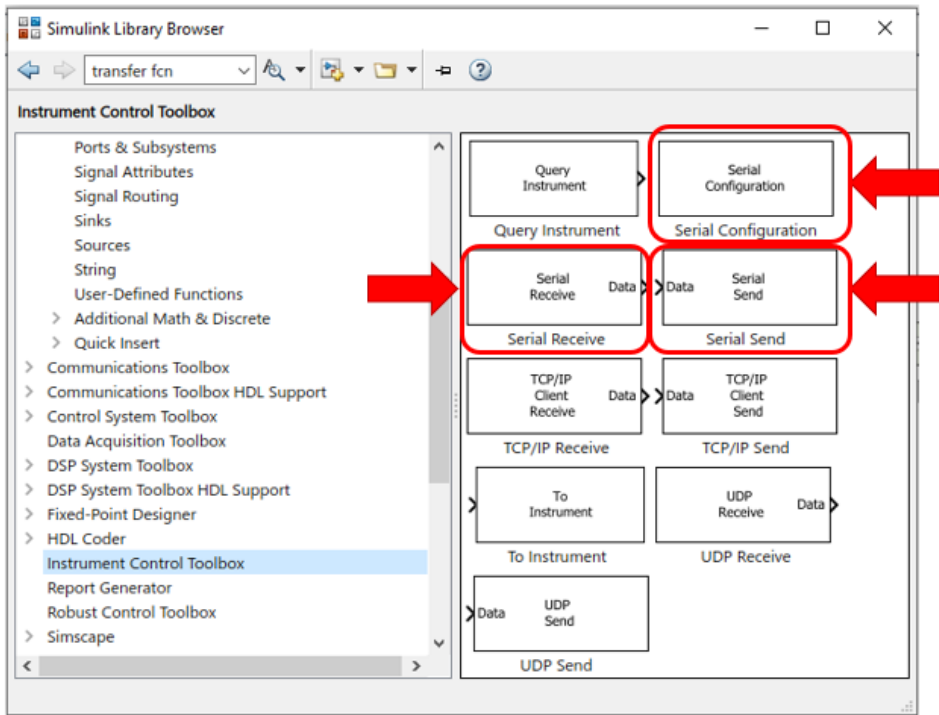 Simulink Library Browser
transfer fcn
Instrument Control Toolbox
Ports & Subsystems
Signal Attributes
Signal Routing
Sinks
Sources
String
User-Defined Functions
Additional Math & Discrete
Quick Insert
Communications Toolbox
Communications Toolbox HDL Support
Control System Toolbox
Data Acquisition Toolbox
DSP System Toolbox
DSP System Toolbox HDL Support
Fixed-Point Designer
HDL Coder
Instrument Control Toolbox
Report Generator
Robust Control Toolbox
Simscape
Query
Instrument
Query Instrument
Serial
Configuration
Serial Configuration
Serial
Receive
Data
Serial Receive
Data
Serial
Send
Serial Send
TCP/IP
Client
Receive
Data
TCP/IP Receive
Data
TCP/IP
Client
Send
TCP/IP Send
To
Instrument
To Instrument
UDP
Receive
Data
UDP Receive
Data
UDP
Send
UDP Send